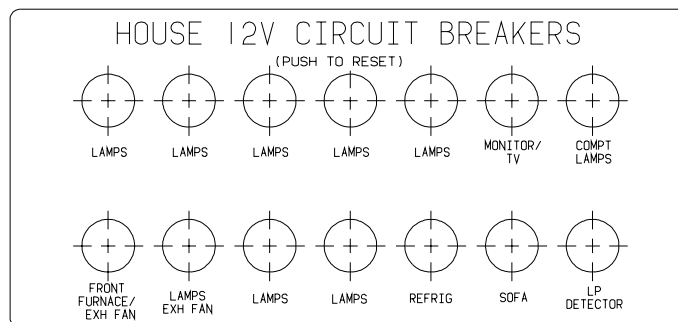 HOUSE 12V CIRCUIT BREAKERS
(PUSH TO RESET)
LAMPS LAMPS LAMPS LAMPS LAMPS MONITOR/ TV COMPT LAMPS
FRONT FURNACE/ EXH FAN LAMPS EXH FAN LAMPS LAMPS REFRIG SOFA LP DETECTOR